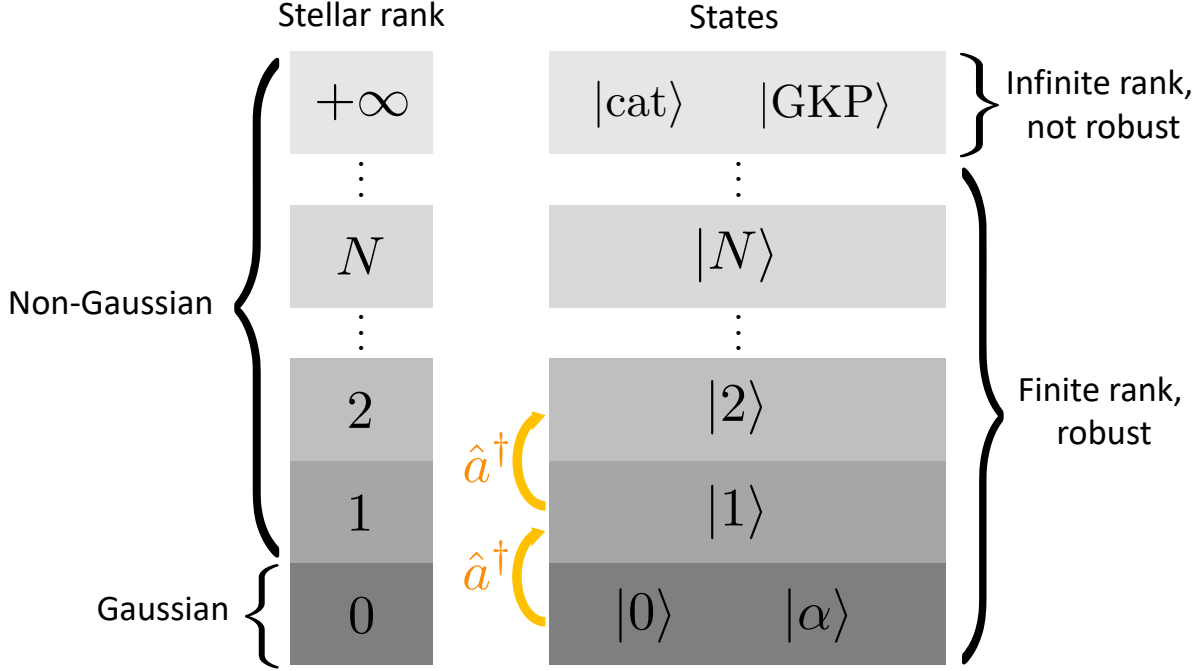 Stellar rank
States
+∞
|cat⟩ |GKP⟩
Infinite rank,
not robust
⋮
⋮
N
|N⟩
Non-Gaussian
⋮
⋮
2
|2⟩
Finite rank,
robust
â†
1
|1⟩
â†
Gaussian
0
|0⟩ |α⟩